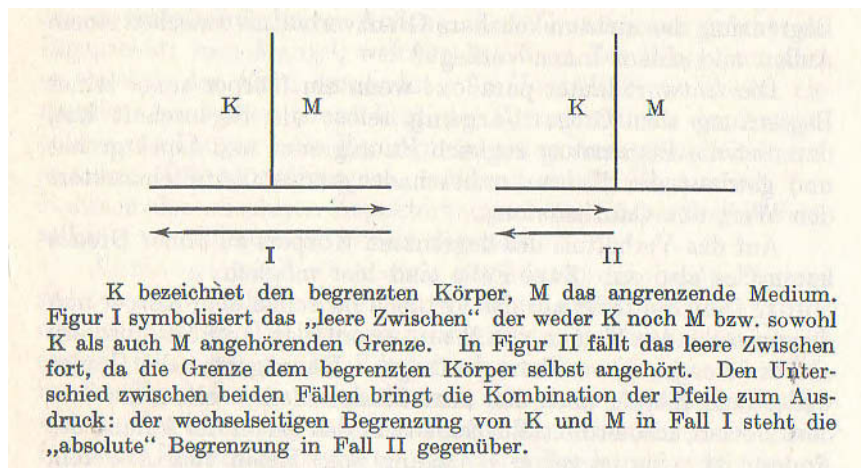 K M K M
I II
K bezeichnet den begrenzten Körper, M das angrenzende Medium.
Figur I symbolisiert das „leere Zwischen“ der weder K noch M bzw. sowohl
K als auch M angehörenden Grenze. In Figur II fällt das leere Zwischen
fort, da die Grenze dem begrenzten Körper selbst angehört. Den Unter-
schied zwischen beiden Fällen bringt die Kombination der Pfeile zum Aus-
druck: der wechselseitigen Begrenzung von K und M in Fall I steht die
„absolute“ Begrenzung in Fall II gegenüber.